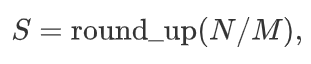 S = round_up(N/M),